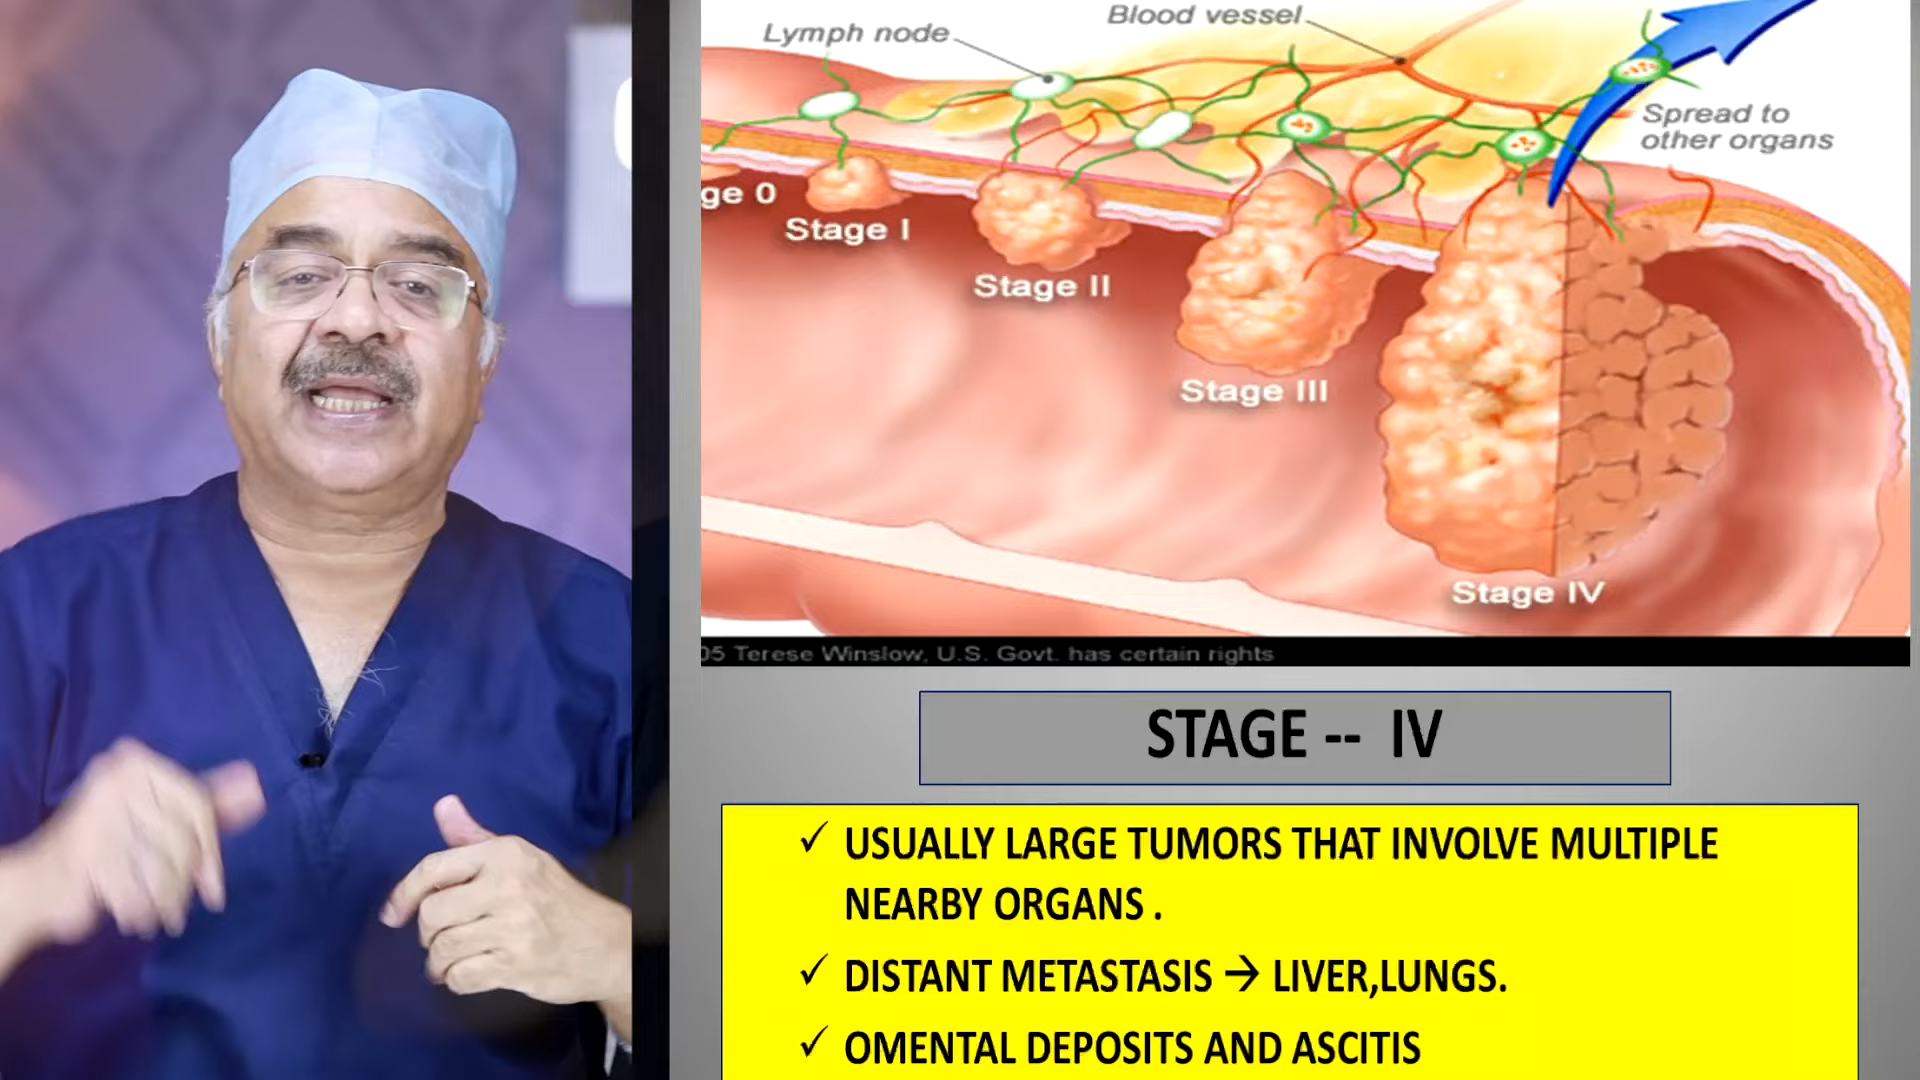 Blood vessel
Lymph node
Spread to
other organs
ge 0
Stage I
Stage II
Stage III
Stage IV
05 Terese Winslow, U.S. Govt. has certain rights
STAGE -- IV
✓ USUALLY LARGE TUMORS THAT INVOLVE MULTIPLE
NEARBY ORGANS .
✓ DISTANT METASTASIS → LIVER,LUNGS.
✓ OMENTAL DEPOSITS AND ASCITIS